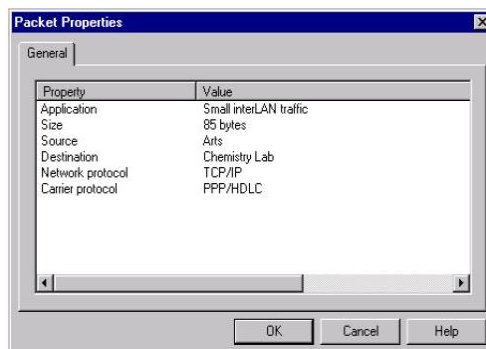 Packet Properties
General
Property Value
Application Small interLAN traffic
Size 85 bytes
Source Arts
Destination Chemistry Lab
Network protocol TCP/IP
Carrier protocol PPP/HDLC
OK Cancel Help